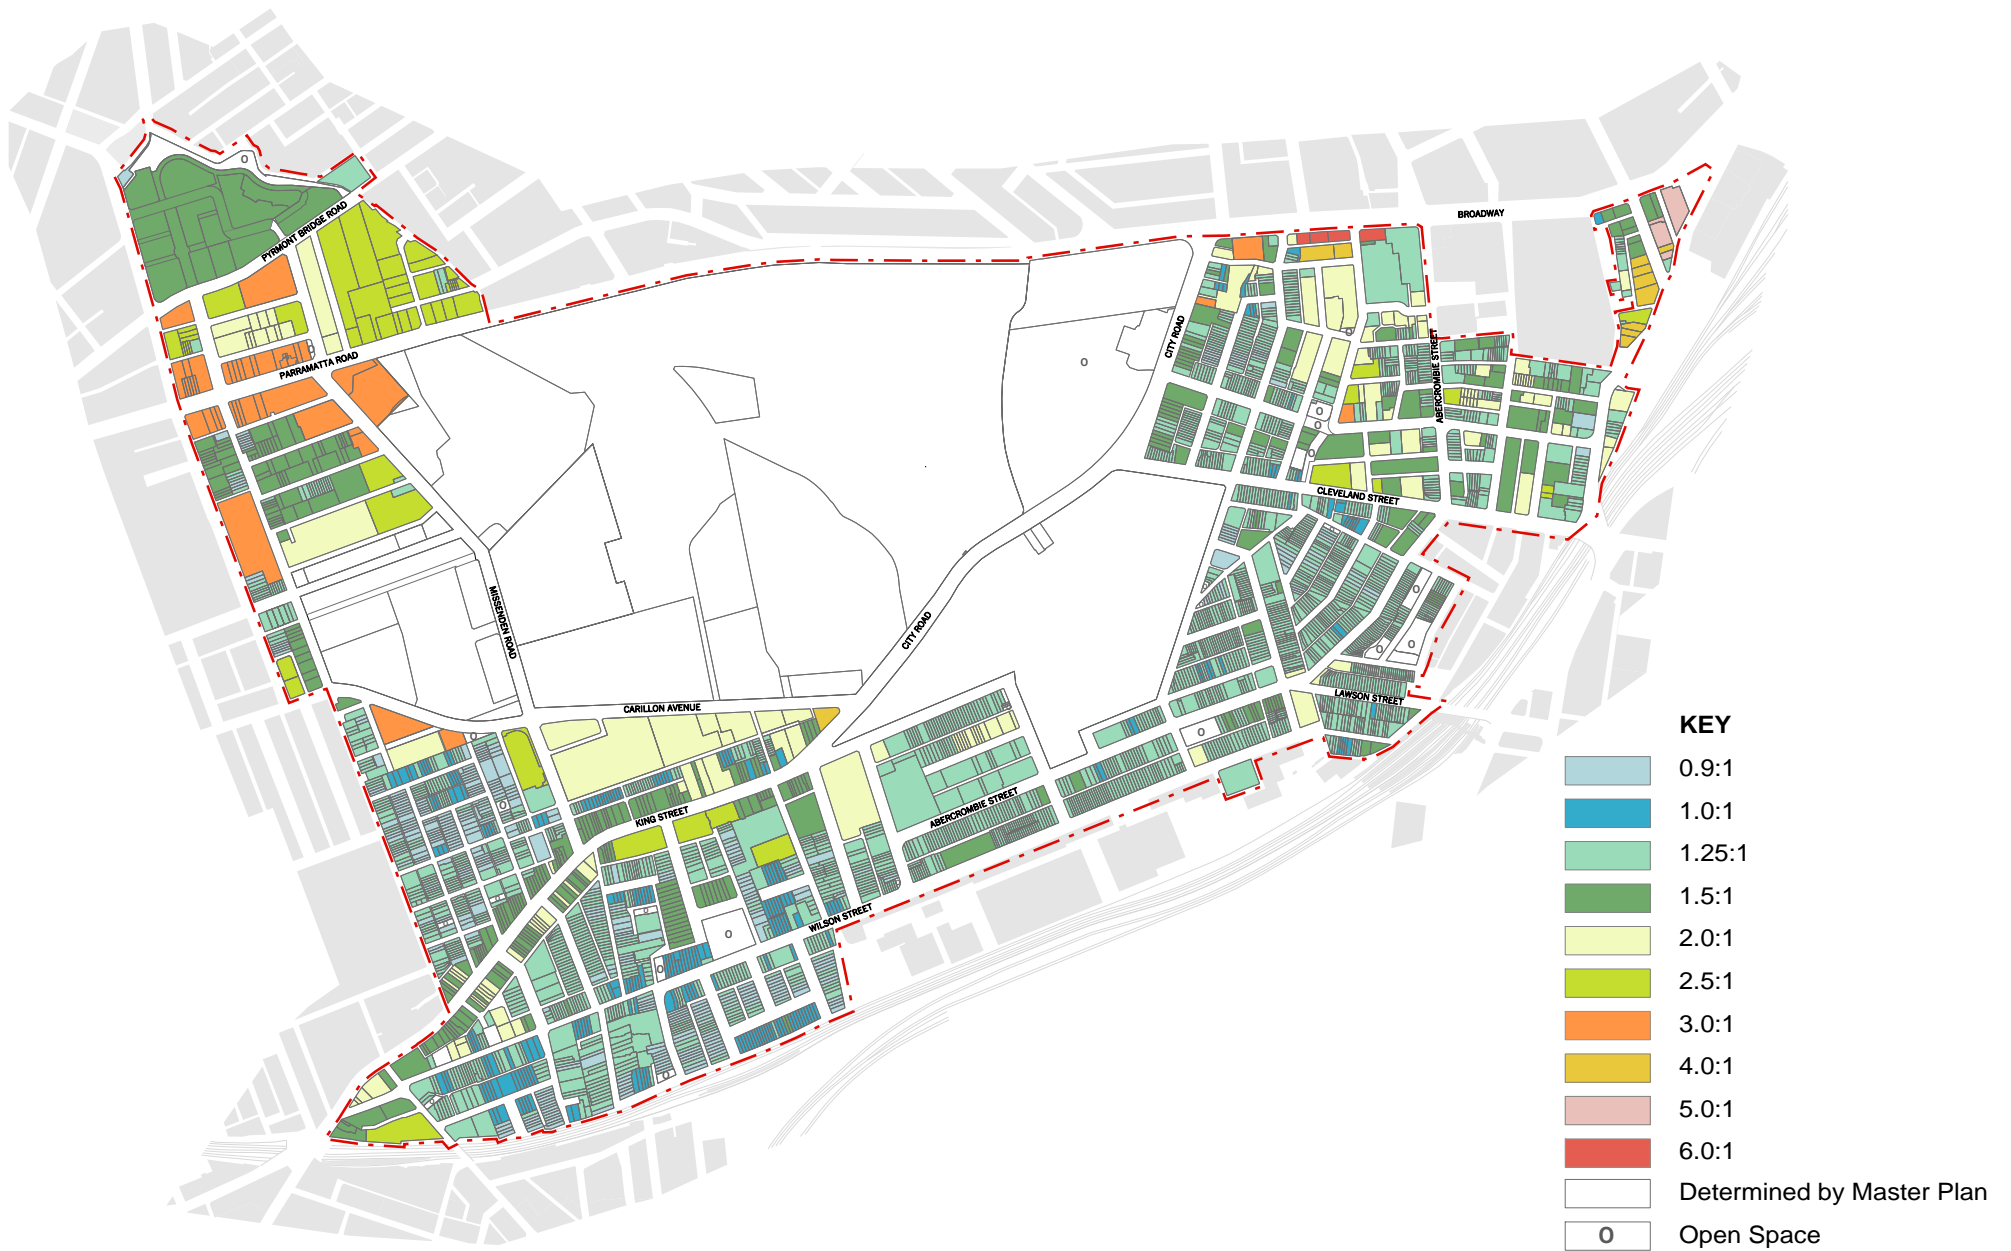 O
PYRMONT BRIDGE ROAD
BROADWAY
PARRAMATTA ROAD
O
CITY ROAD
O
O
ABERCROMBIE STREET
O
O
O
CLEVELAND STREET
MISSENDEN ROAD
CITY ROAD
O
O
O
LAWSON STREET
CARILLON AVENUE
O
O
O
KING STREET
ABERCROMBIE STREET
WILSON STREET
O
O
O
KEY
0.9:1
1.0:1
1.25:1
1.5:1
2.0:1
2.5:1
3.0:1
4.0:1
5.0:1
6.0:1
Determined by Master Plan
O Open Space